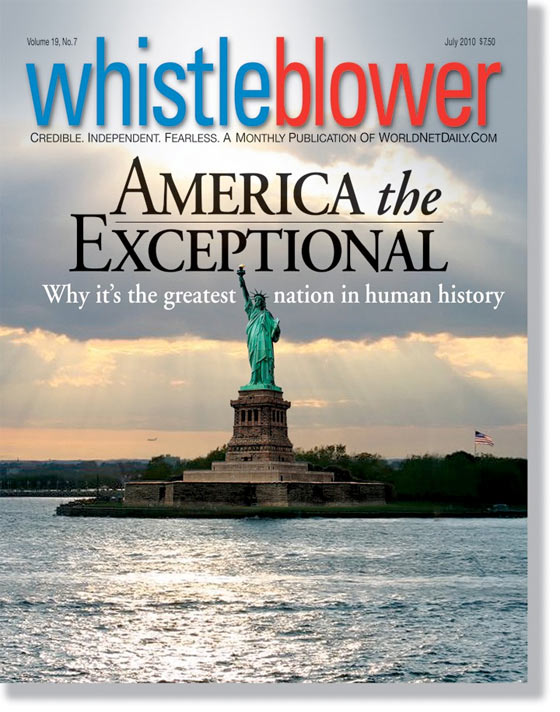 Volume 19, No. 7
July 2010 $7.50
whistleblower
CREDIBLE. INDEPENDENT. FEARLESS. A MONTHLY PUBLICATION OF WORLDNETDAILY.COM
AMERICA the
EXCEPTIONAL
Why it's the greatest nation in human history